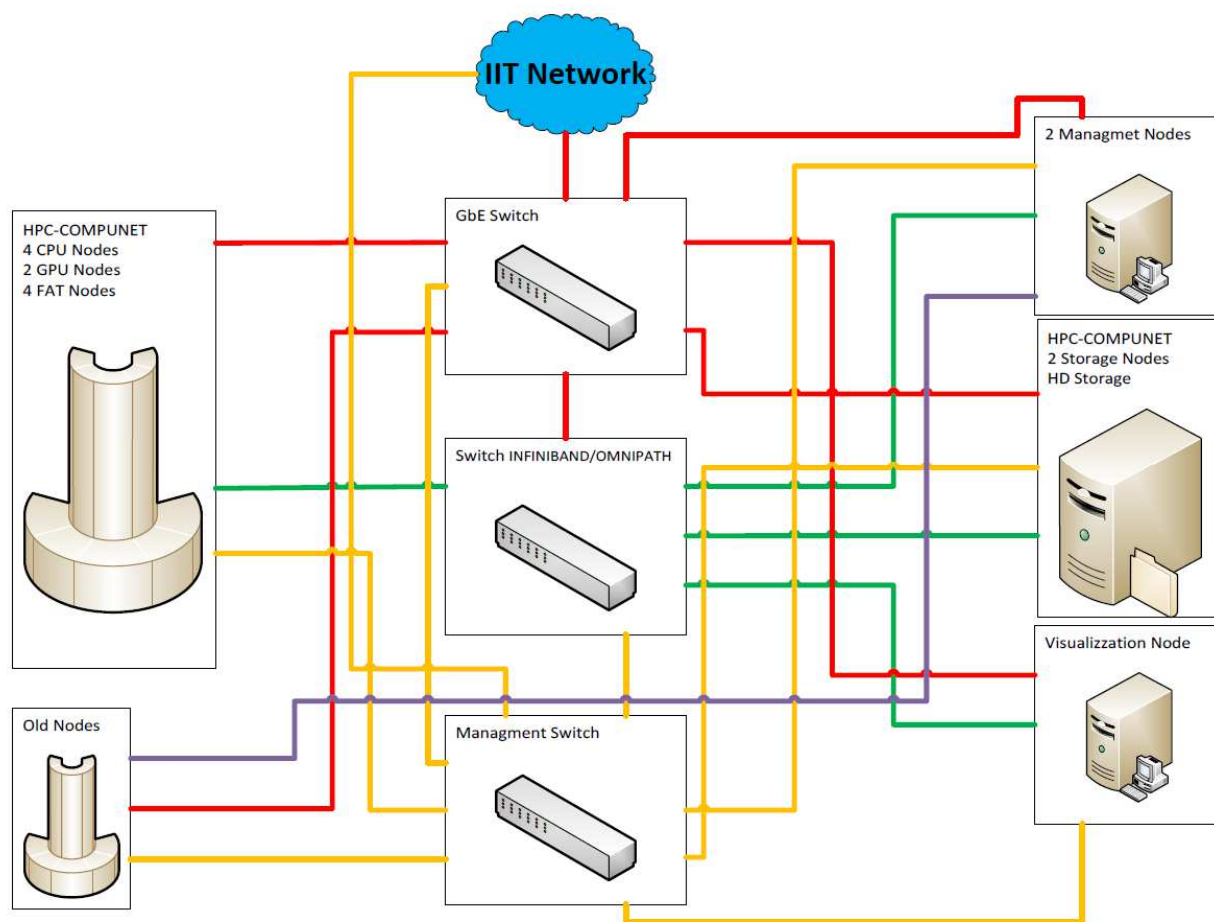 IIT Network
2 Managmet Nodes
GbE Switch
HPC-COMPUNET
4 CPU Nodes
2 GPU Nodes
4 FAT Nodes
HPC-COMPUNET
2 Storage Nodes
HD Storage
Switch INFINIBAND/OMNIPATH
Visualizzation Node
Old Nodes
Managment Switch